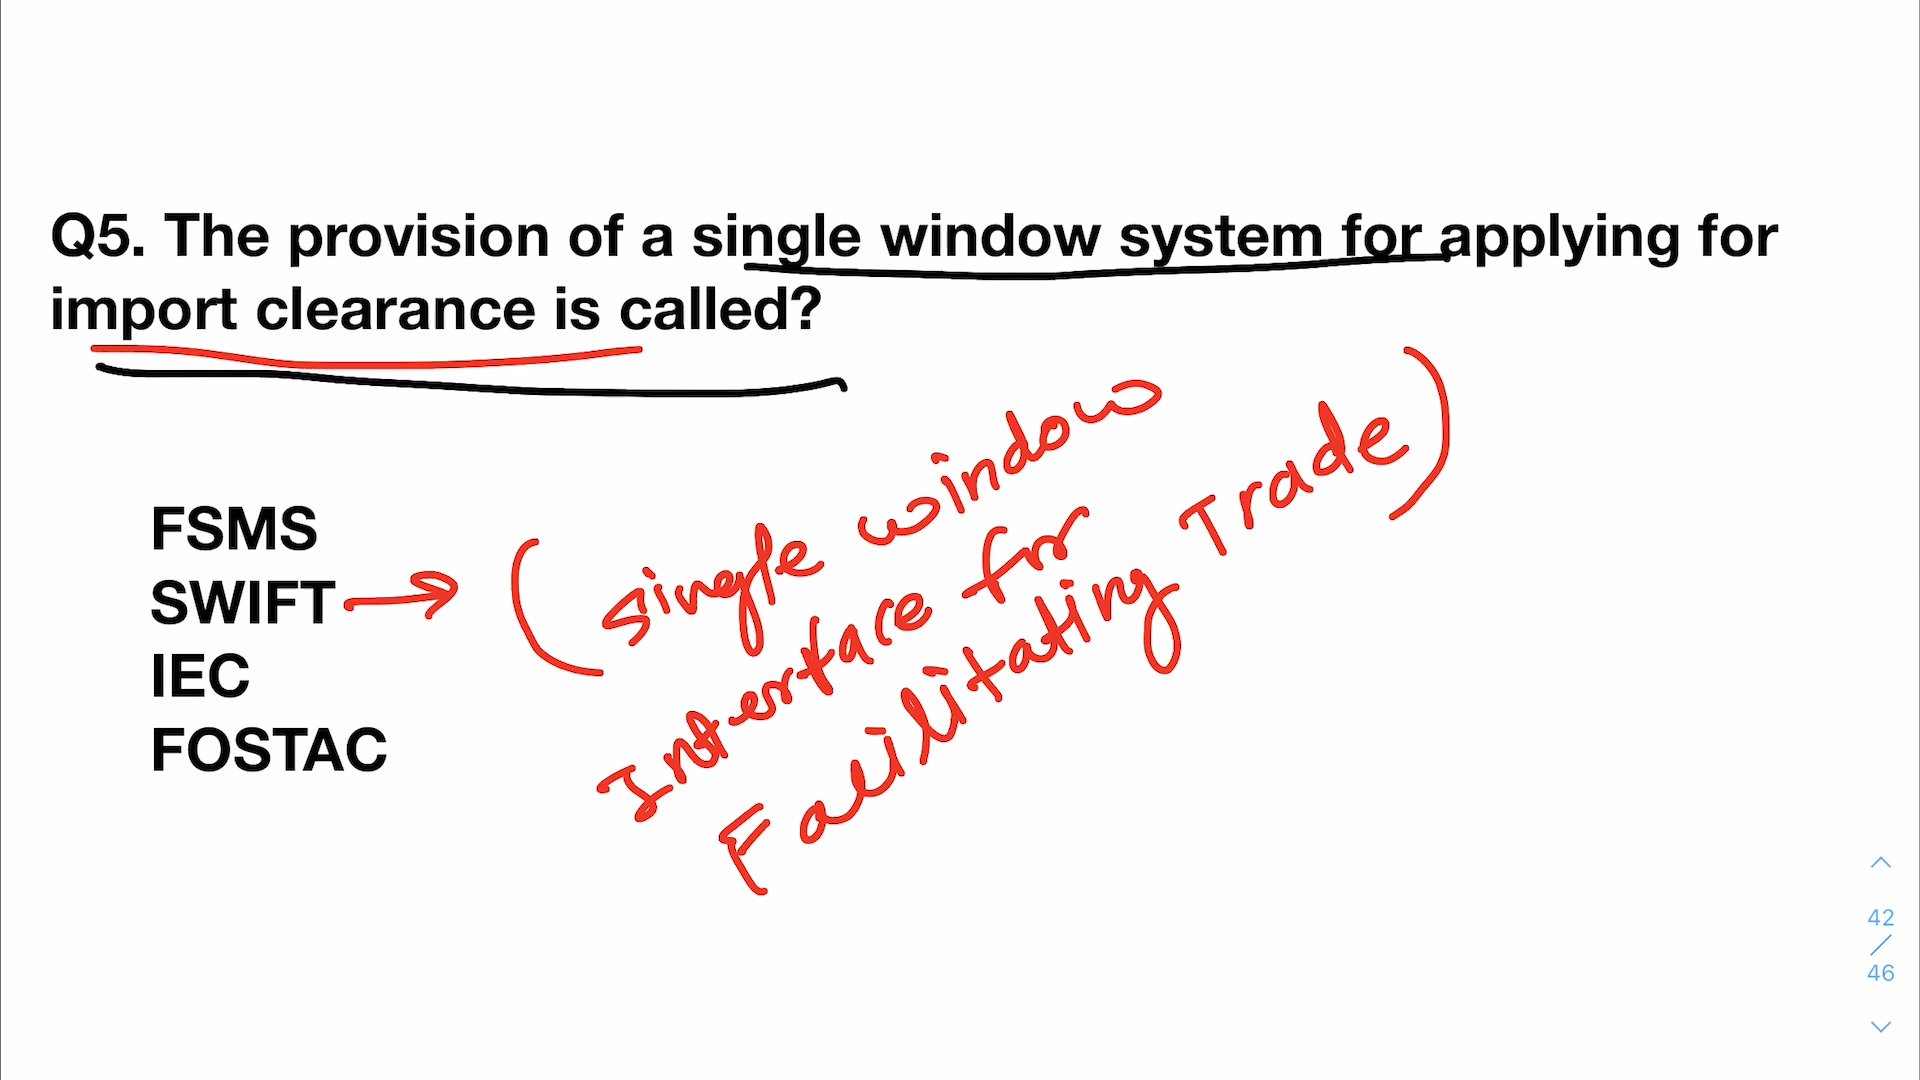 Q5. The provision of a single window system for applying for
import clearance is called?
FSMS
SWIFT
IEC
FOSTAC
(Single window
Interface for
Facilitating Trade)
42
/
46